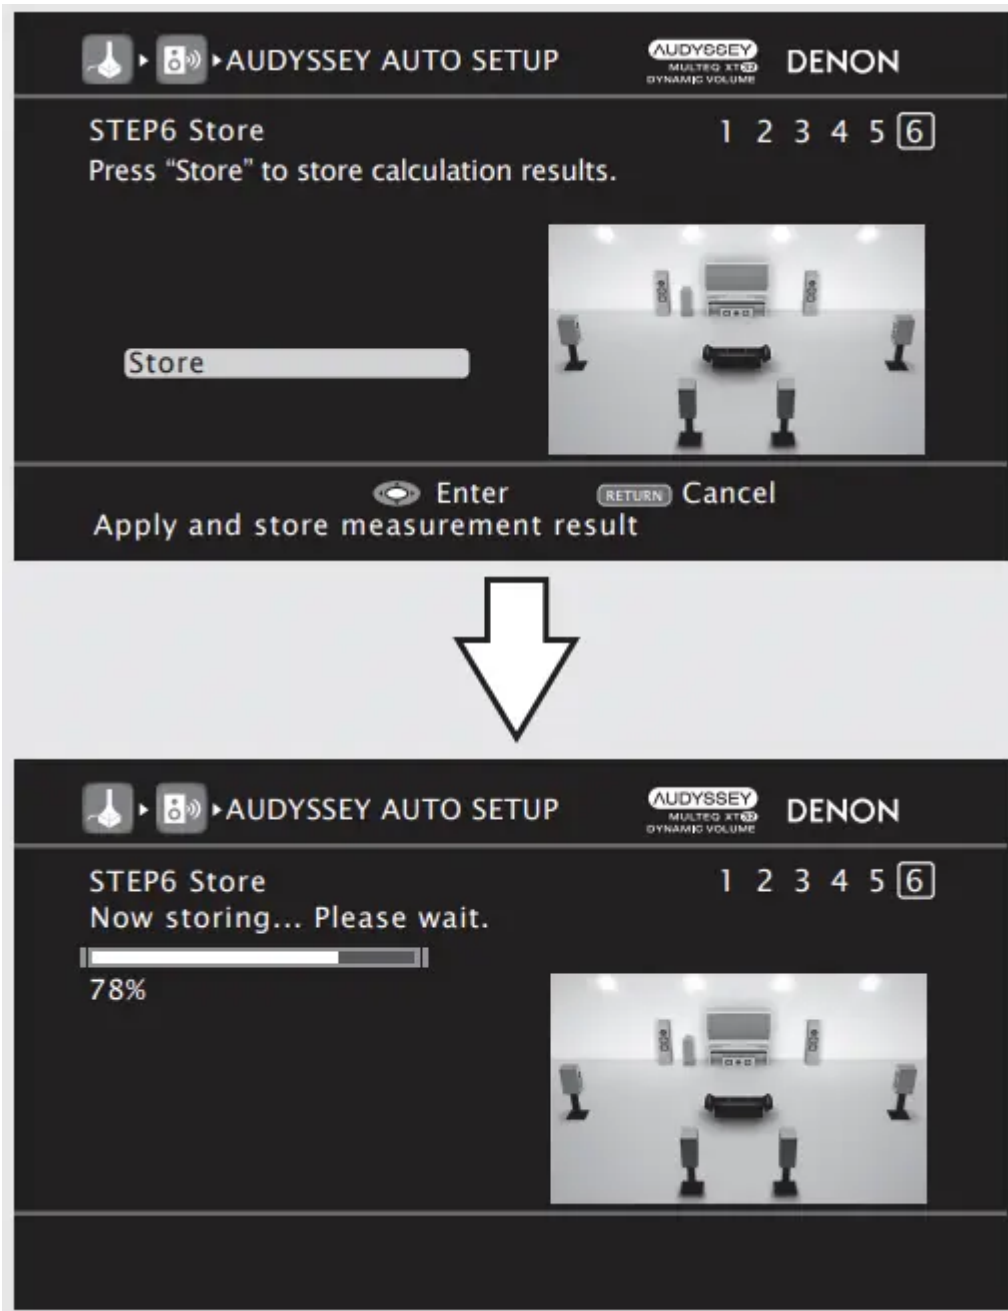 AUDYSSEY AUTO SETUP
AUDYSSEY
MULTEQ XT32
DYNAMIC VOLUME
DENON
STEP6 Store
1 2 3 4 5 6
Press “Store” to store calculation results.
Store
Enter
RETURN Cancel
Apply and store measurement result
AUDYSSEY AUTO SETUP
AUDYSSEY
MULTEQ XT32
DYNAMIC VOLUME
DENON
STEP6 Store
1 2 3 4 5 6
Now storing... Please wait.
78%